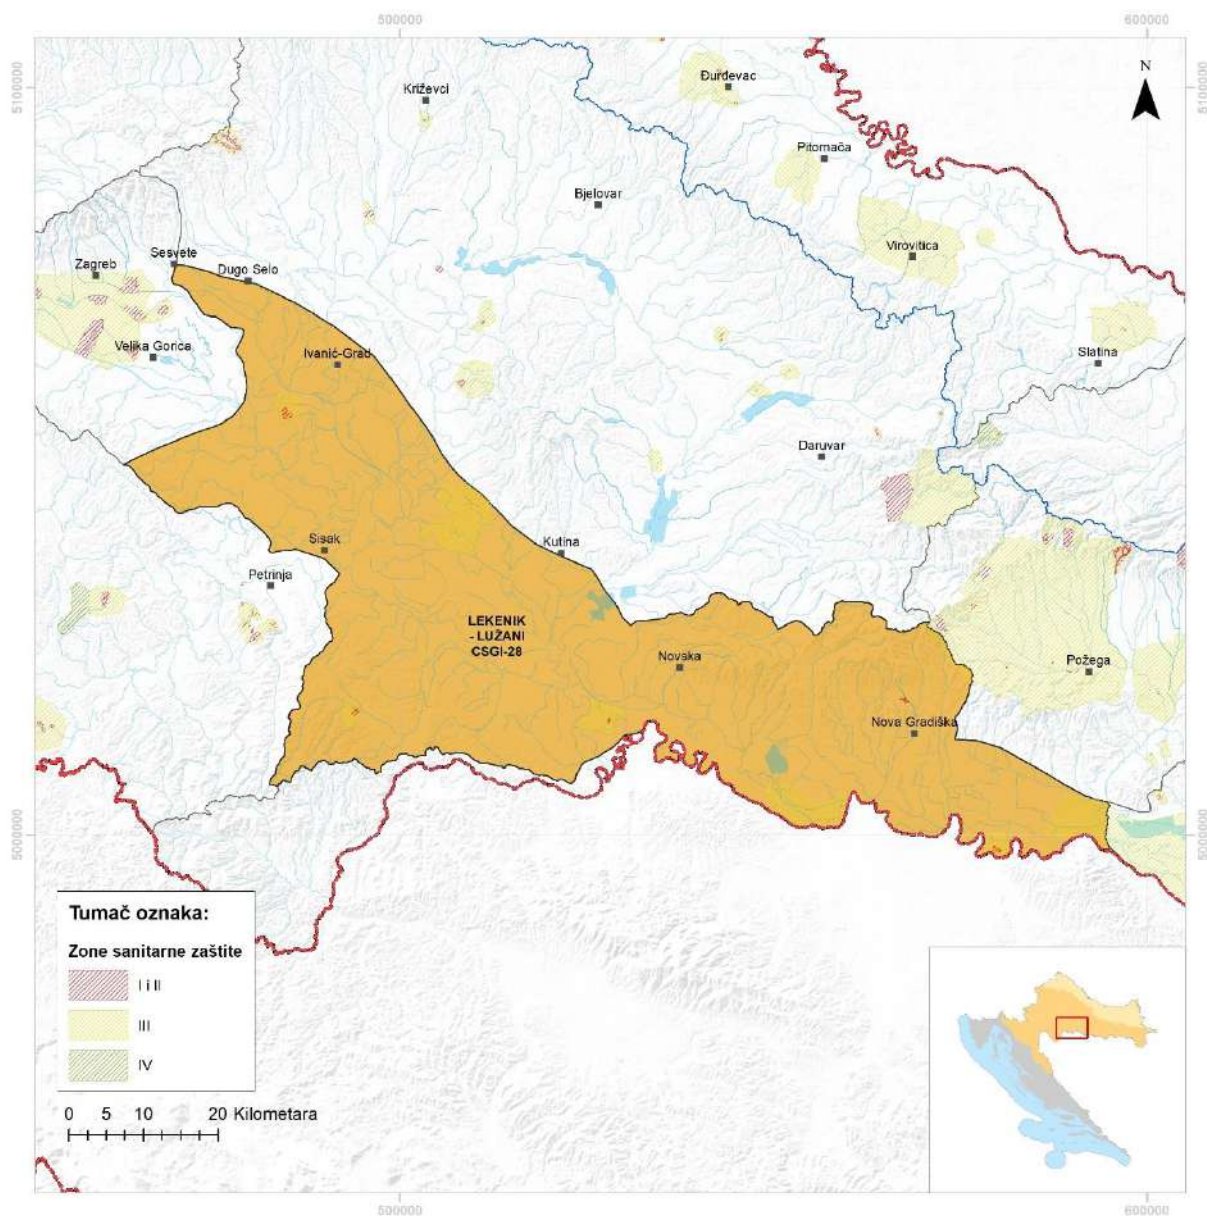 500000
600000
5100000
5100000
N
Đurđevac
Križevci
Pitomača
Bjelovar
Virovitica
Sesvete
Zagreb
Dugo Selo
Velika Gorica
Ivanić-Grad
Slatina
Daruvar
Sisak
Kutina
Petrinja
LEKENIK
- LUŽANI
CSGI-28
Novska
Požega
Nova Gradiška
5000000
5000000
Tumač oznaka:
Zone sanitarne zaštite
I i II
III
IV
0 5 10 20 Kilometara
500000
600000